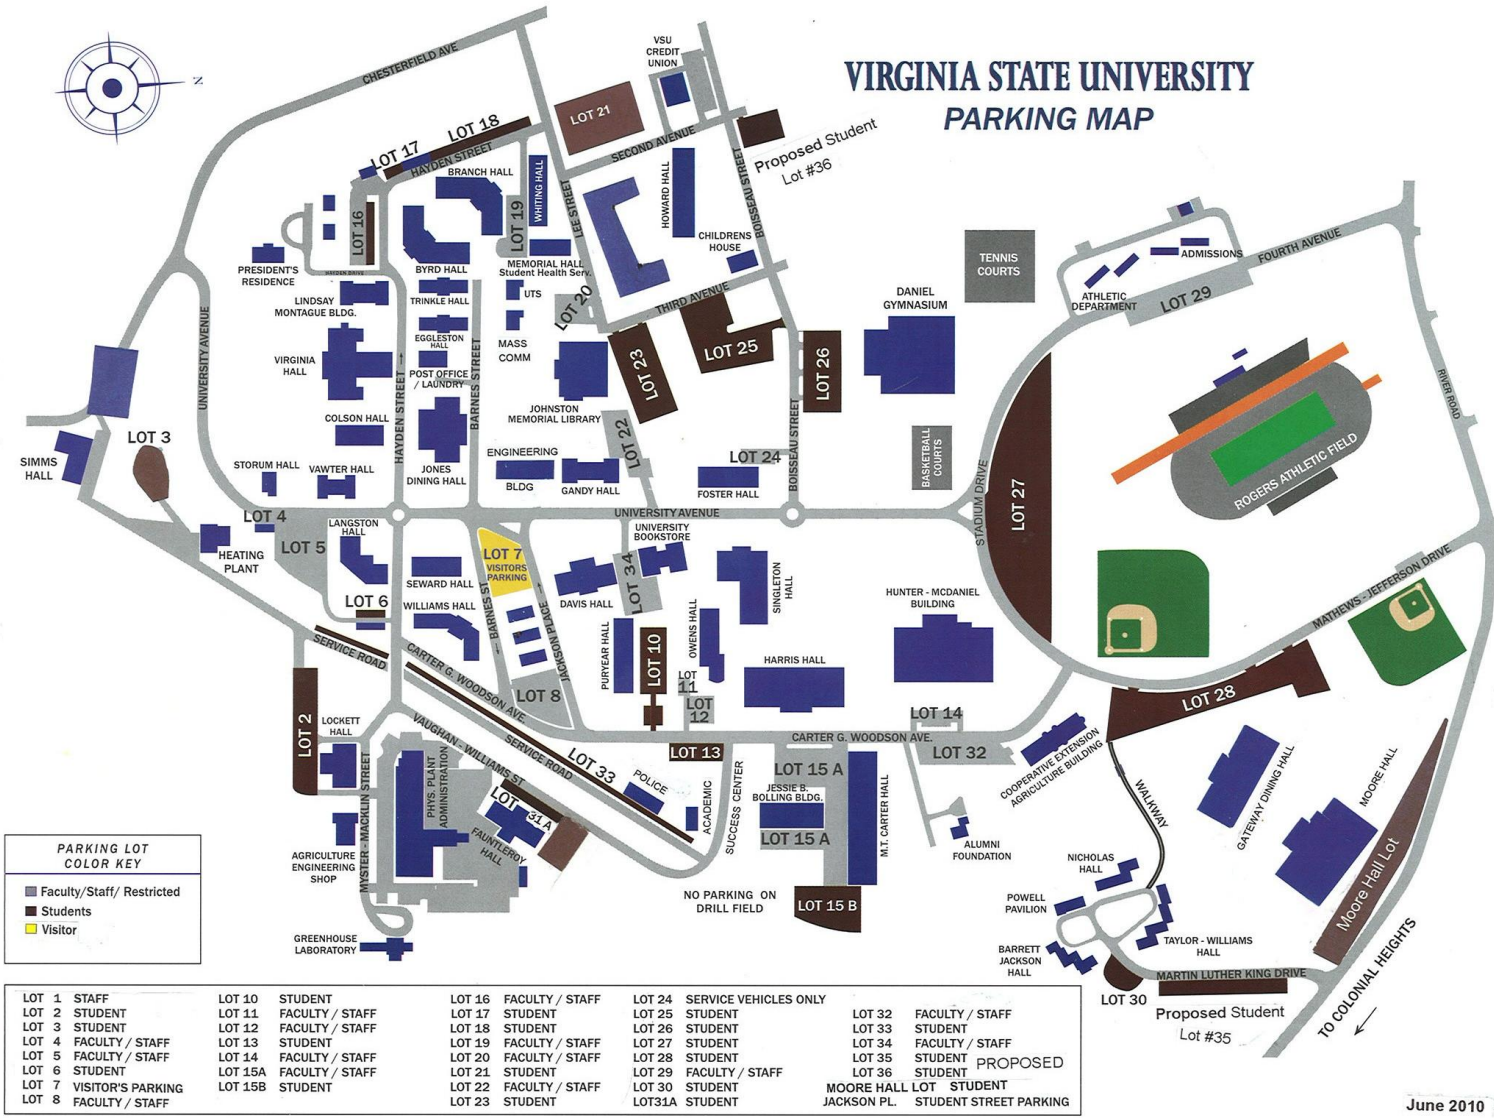 VIRGINIA STATE UNIVERSITY
PARKING MAP
N
CHESTERFIELD AVE
VSU
CREDIT
UNION
LOT 21
SECOND AVENUE
Proposed Student
Lot #36
LOT 17
LOT 18
HAYDEN STREET
BRANCH HALL
WHITING HALL
LOT 19
LOT 16
LEE STREET
HOWARD HALL
BOISSEAU STREET
CHILDRENS
HOUSE
PRESIDENT'S
RESIDENCE
HAYDEN DRIVE
BYRD HALL
MEMORIAL HALL
Student Health Serv.
LINDSAY
MONTAGUE BLDG.
TRINKLE HALL
UTS
LOT 20
THIRD AVENUE
TENNIS
COURTS
ADMISSIONS
FOURTH AVENUE
ATHLETIC
DEPARTMENT
LOT 29
DANIEL
GYMNASIUM
UNIVERSITY AVENUE
VIRGINIA
HALL
EGGLESTON
HALL
MASS
COMM
POST OFFICE
/ LAUNDRY
HAYDEN STREET
BARNES STREET
LOT 23
LOT 25
LOT 26
JOHNSTON
MEMORIAL LIBRARY
COLSON HALL
RIVER ROAD
SIMMS
HALL
LOT 3
STORUM HALL
VAWTER HALL
JONES
DINING HALL
ENGINEERING
BLDG
GANDY HALL
LOT 22
LOT 24
FOSTER HALL
BOISSEAU STREET
BASKETBALL
COURTS
STADIUM DRIVE
LOT 27
ROGERS ATHLETIC FIELD
UNIVERSITY AVENUE
LOT 4
LOT 5
HEATING
PLANT
LANGSTON
HALL
SEWARD HALL
LOT 7
VISITORS
PARKING
UNIVERSITY
BOOKSTORE
DAVIS HALL
LOT 34
SINGLETON
HALL
HUNTER - MCDANIEL
BUILDING
MATHEWS - JEFFERSON DRIVE
LOT 6
WILLIAMS HALL
BARNES ST
JACKSON PLACE
PURYEAR HALL
LOT 10
OWENS HALL
HARRIS HALL
SERVICE ROAD
CARTER G. WOODSON AVE.
LOT 8
LOT
11
LOT
12
LOT 14
LOT 28
LOT 2
LOCKETT
HALL
VAUGHAN - WILLIAMS ST
SERVICE ROAD
LOT 33
LOT 13
CARTER G. WOODSON AVE.
LOT 32
COOPERATIVE EXTENSION
AGRICULTURE BUILDING
MYSTER - MACKLIN STREET
PHYS. PLANT
ADMINISTRATION
POLICE
ACADEMIC
SUCCESS CENTER
LOT 15 A
JESSIE B.
BOLLING BLDG.
LOT 15 A
M.T. CARTER HALL
WALKWAY
GATEWAY DINING HALL
MOORE HALL
LOT
31 A
FAUNTLEROY
HALL
AGRICULTURE
ENGINEERING
SHOP
ALUMNI
FOUNDATION
NICHOLAS
HALL
Moore Hall Lot
NO PARKING ON
DRILL FIELD
LOT 15 B
POWELL
PAVILION
GREENHOUSE
LABORATORY
BARRETT
JACKSON
HALL
TAYLOR - WILLIAMS
HALL
MARTIN LUTHER KING DRIVE
LOT 30
Proposed Student
Lot #35
TO COLONIAL HEIGHTS
PARKING LOT
COLOR KEY
Faculty/Staff/ Restricted
Students
Visitor
LOT 1 STAFF
LOT 2 STUDENT
LOT 3 STUDENT
LOT 4 FACULTY / STAFF
LOT 5 FACULTY / STAFF
LOT 6 STUDENT
LOT 7 VISITOR'S PARKING
LOT 8 FACULTY / STAFF
LOT 10 STUDENT
LOT 11 FACULTY / STAFF
LOT 12 FACULTY / STAFF
LOT 13 STUDENT
LOT 14 FACULTY / STAFF
LOT 15A FACULTY / STAFF
LOT 15B STUDENT
LOT 16 FACULTY / STAFF
LOT 17 STUDENT
LOT 18 STUDENT
LOT 19 FACULTY / STAFF
LOT 20 FACULTY / STAFF
LOT 21 STUDENT
LOT 22 FACULTY / STAFF
LOT 23 STUDENT
LOT 24 SERVICE VEHICLES ONLY
LOT 25 STUDENT
LOT 26 STUDENT
LOT 27 STUDENT
LOT 28 STUDENT
LOT 29 FACULTY / STAFF
LOT 30 STUDENT
LOT31A STUDENT
LOT 32 FACULTY / STAFF
LOT 33 STUDENT
LOT 34 FACULTY / STAFF
LOT 35 STUDENT
LOT 36 STUDENT
PROPOSED
MOORE HALL LOT STUDENT
JACKSON PL. STUDENT STREET PARKING
June 2010